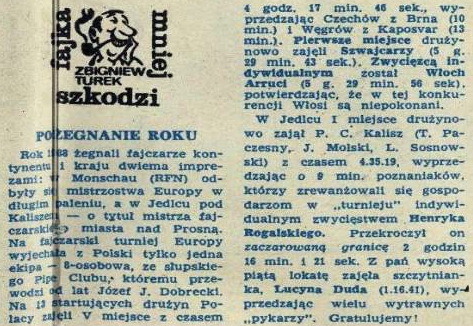 fajka
mniej
ZBIGNIEW
TUREK
szkodzi
POŻEGNANIE ROKU
Rok 1968 żegnali fajczarze kon-
tynentu i kraju dwiema impre-
zami: w Monschau (RFN) od-
były się mistrzostwa Europy w
długim paleniu, a w Jedlcu pod
Kaliszem — o tytuł mistrza faj-
czarskiego miasta nad Prosną.
Na fajczarski turniej Europy
wyjechała z Polski tylko jedna
ekipa — 8-osobowa, ze słupskie-
go Pipe Clubu, któremu prze-
wodzi od lat Józef J. Dobrecki.
Na startujących drużyn Po-
lacy zajęli V miejsce z czasem
4 godz. 17 min. 46 sek., wy-
przedzając Czechów z Brna (10
min.) i Węgrów z Kaposvar (13
min.). Pierwsze miejsce druży-
nowo zajęli Szwajcarzy (5 g.
29 min. 43 sek.). Zwycięzcą in-
dywidualnym został Włoch
Arruci (5 g. 29 min. 56 sek),
potwierdzając, że w tej konku-
rencji Włosi są niepokonani.
W Jedlcu I miejsce drużyno-
wo zajął P. C. Kalisz (T. Pa-
czesny, J. Molski, L. Sosnow-
ski) z czasem 4.35.19, wyprze-
dzając o 9 min. poznaniaków,
którzy zrewanżowali się gospo-
darzom w „turnieju" indywi-
dualnym zwycięstwem Henryka
Rogalskiego. Przekroczył on
zaczarowaną granicę 2 godzin
16 min. i 21 sek. Z pań wysoką
piątą lokatę zajęła szczytnian-
ka, Lucyna Duda (1.16.41), wy-
przedzając wielu wytrawnych
„pykarzy". Gratulujemy!